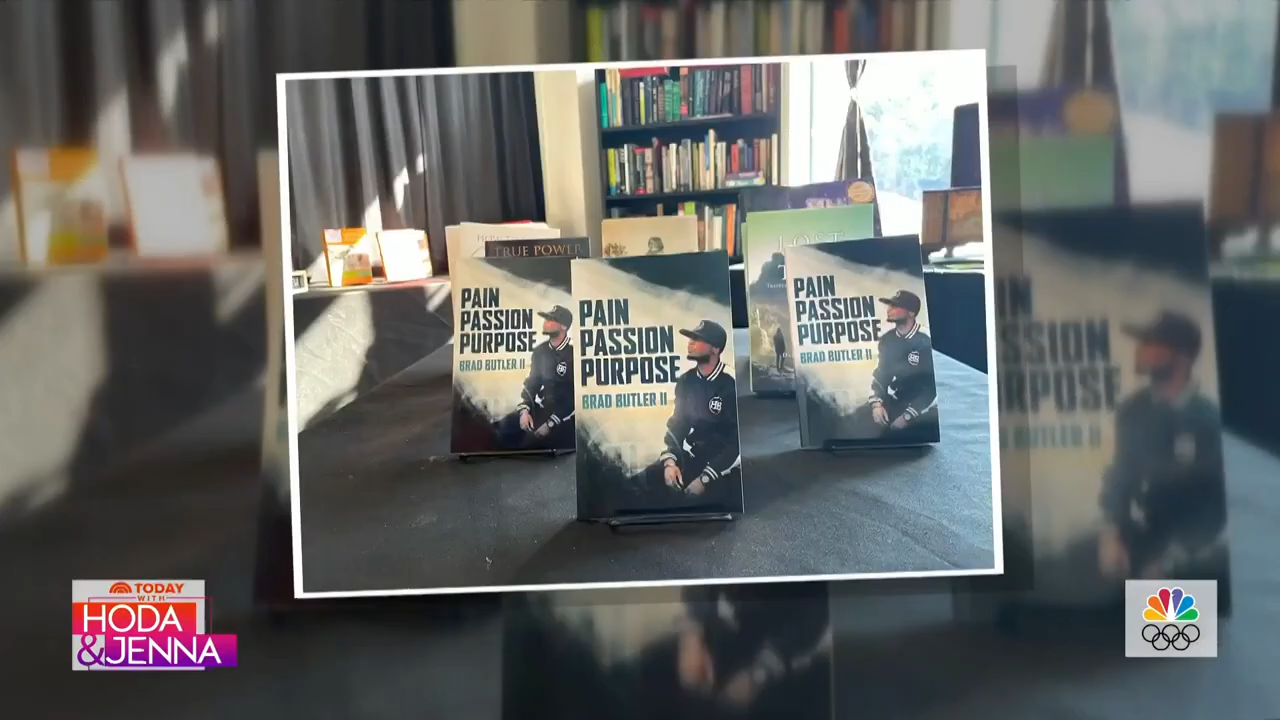 TRUE POWER
LOST
PAIN
PASSION
PURPOSE
BRAD BUTLER II
PAIN
PASSION
PURPOSE
BRAD BUTLER II
PAIN
PASSION
PURPOSE
BRAD BUTLER II
TODAY
WITH
HODA
&JENNA